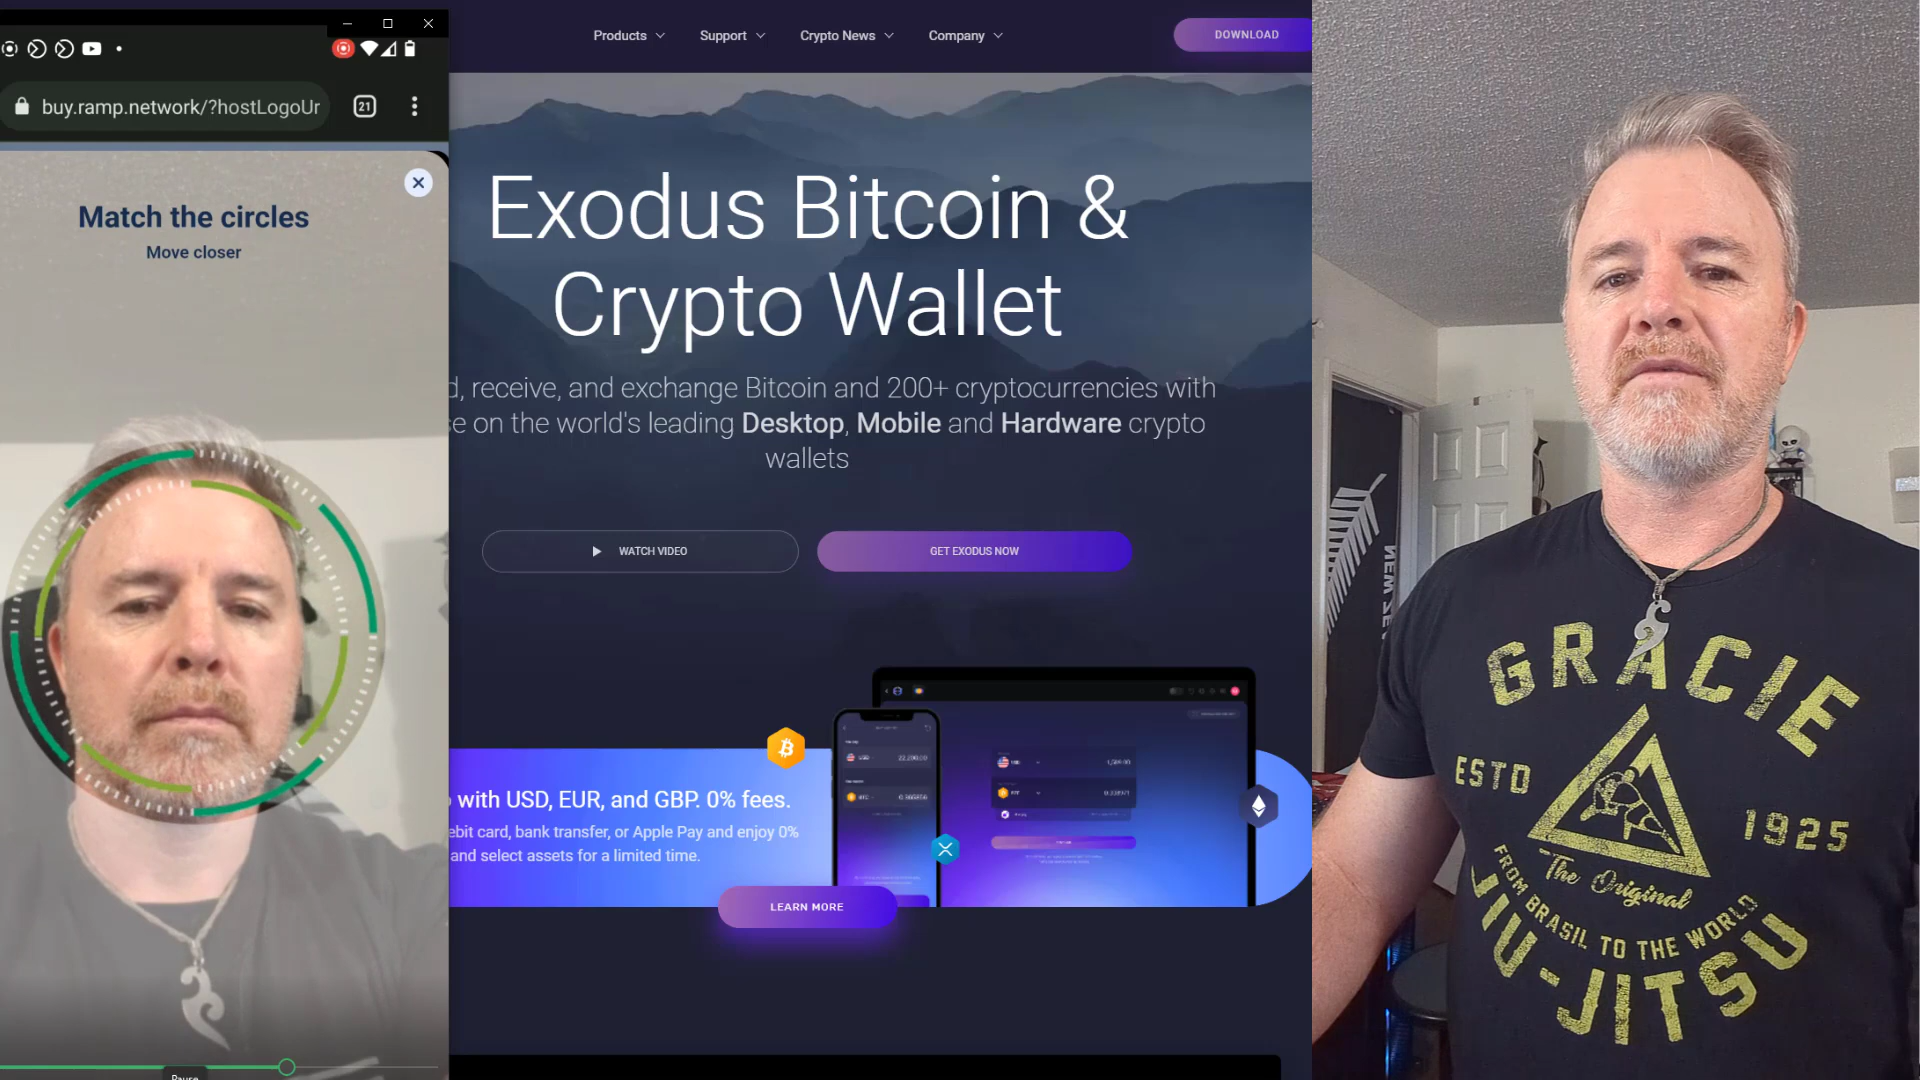 21
buy.ramp.network/?hostLogoUr
Match the circles
Move closer
Products
Support
Crypto News
Company
DOWNLOAD
Exodus Bitcoin &
Crypto Wallet
d, receive, and exchange Bitcoin and 200+ cryptocurrencies with
se on the world's leading Desktop, Mobile and Hardware crypto
wallets
WATCH VIDEO
GET EXODUS NOW
with USD, EUR, and GBP. 0% fees.
ebit card, bank transfer, or Apple Pay and enjoy 0%
and select assets for a limited time.
LEARN MORE
NEW
GRACIE
ESTD
1925
The Original
FROM BRASIL TO THE WORLD
JIU-JITSU